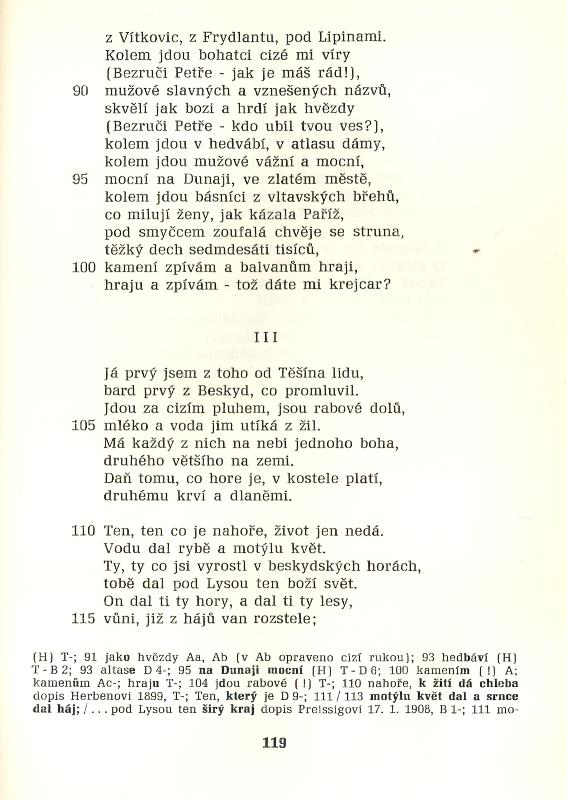 z Vítkovic, z Frydlantu, pod Lipinami.
Kolem jdou bohatci cizé mi víry
(Bezruči Petře - jak je máš rád!),
90 mužové slavných a vznešených názvů,
skvělí jak bozi a hrdí jak hvězdy
(Bezruči Petře - kdo ubil tvou ves?),
kolem jdou v hedvábí, v atlasu dámy,
kolem jdou mužové vážní a mocní,
95 mocní na Dunaji, ve zlatém městě,
kolem jdou básníci z vltavských břehů,
co milují ženy, jak kázala Paříž,
pod smyčcem zoufalá chvěje se struna,
těžký dech sedmdesáti tisíců,
100 kamení zpívám a balvanům hraji,
hraju a zpívám - tož dáte mi krejcar?
III
Já prvý jsem z toho od Těšína lidu,
bard prvý z Beskyd, co promluvil.
Jdou za cizím pluhem, jsou rabové dolů,
105 mléko a voda jim utíká z žil.
Má každý z nich na nebi jednoho boha,
druhého většího na zemi.
Daň tomu, co hore je, v kostele platí,
druhému krví a dlaněmi.
110 Ten, ten co je nahoře, život jen nedá.
Vodu dal rybě a motýlu květ.
Ty, ty co jsi vyrostl v beskydských horách,
tobě dal pod Lysou ten boží svět.
On dal ti ty hory, a dal ti ty lesy,
115 vůni, již z hájů van rozstele;
(H) T-; 91 jako hvězdy Aa, Ab (v Ab opraveno cizí rukou); 93 hedbáví (H)
T - B 2; 93 altase D 4-; 95 na Dunaji mocní (H) T - D 6; 100 kamením (!) A;
kamenům Ac-; hraju T-; 104 jdou rabové (!) T-; 110 nahoře, k žití dá chleba
dopis Herbenovi 1899, T-; Ten, který je D 9-; 111/113 motýlu květ dal a srnce
dal háj; / . . . pod Lysou ten širý kraj dopis Preissigovi 17. 1. 1908, B 1-; 111 mo-
119